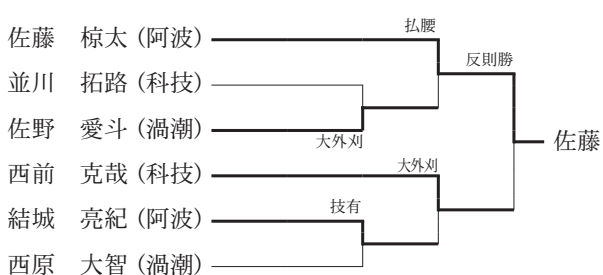 払腰
佐藤 椋太 (阿波)
反則勝
並川 拓路 (科技)
佐野 愛斗 (渦潮)
大外刈
佐藤
西前 克哉 (科技)
大外刈
結城 亮紀 (阿波)
技有
西原 大智 (渦潮)